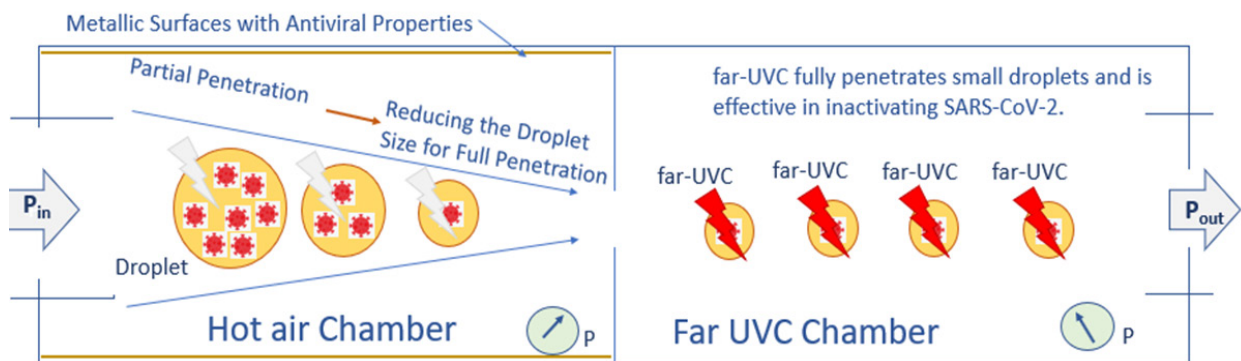 Metallic Surfaces with Antiviral Properties
Partial Penetration
Reducing the Droplet
Size for Full Penetration
far-UVC fully penetrates small droplets and is
effective in inactivating SARS-CoV-2.
far-UVC
far-UVC
far-UVC
far-UVC
Pin
Pout
Droplet
Hot air Chamber
P
Far UVC Chamber
P